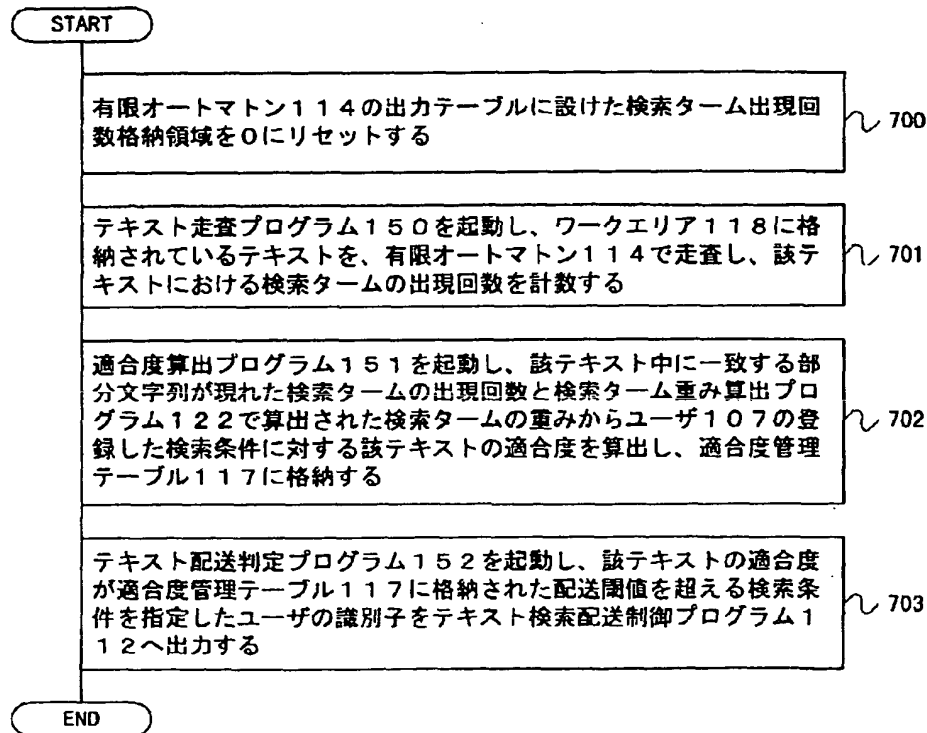 START
有限オートマトン114の出力テーブルに設けた検索ターム出現回
数格納領域を0にリセットする
700
テキスト走査プログラム150を起動し、ワークエリア118に格
納されているテキストを、有限オートマトン114で走査し、該テ
キストにおける検索タームの出現回数を計数する
701
適合度算出プログラム151を起動し、該テキスト中に一致する部
分文字列が現れた検索タームの出現回数と検索ターム重み算出プロ
グラム122で算出された検索タームの重みからユーザ107の登
録した検索条件に対する該テキストの適合度を算出し、適合度管理
テーブル117に格納する
702
テキスト配送判定プログラム152を起動し、該テキストの適合度
が適合度管理テーブル117に格納された配送閾値を超える検索条
件を指定したユーザの識別子をテキスト検索配送制御プログラム1
12へ出力する
703
END